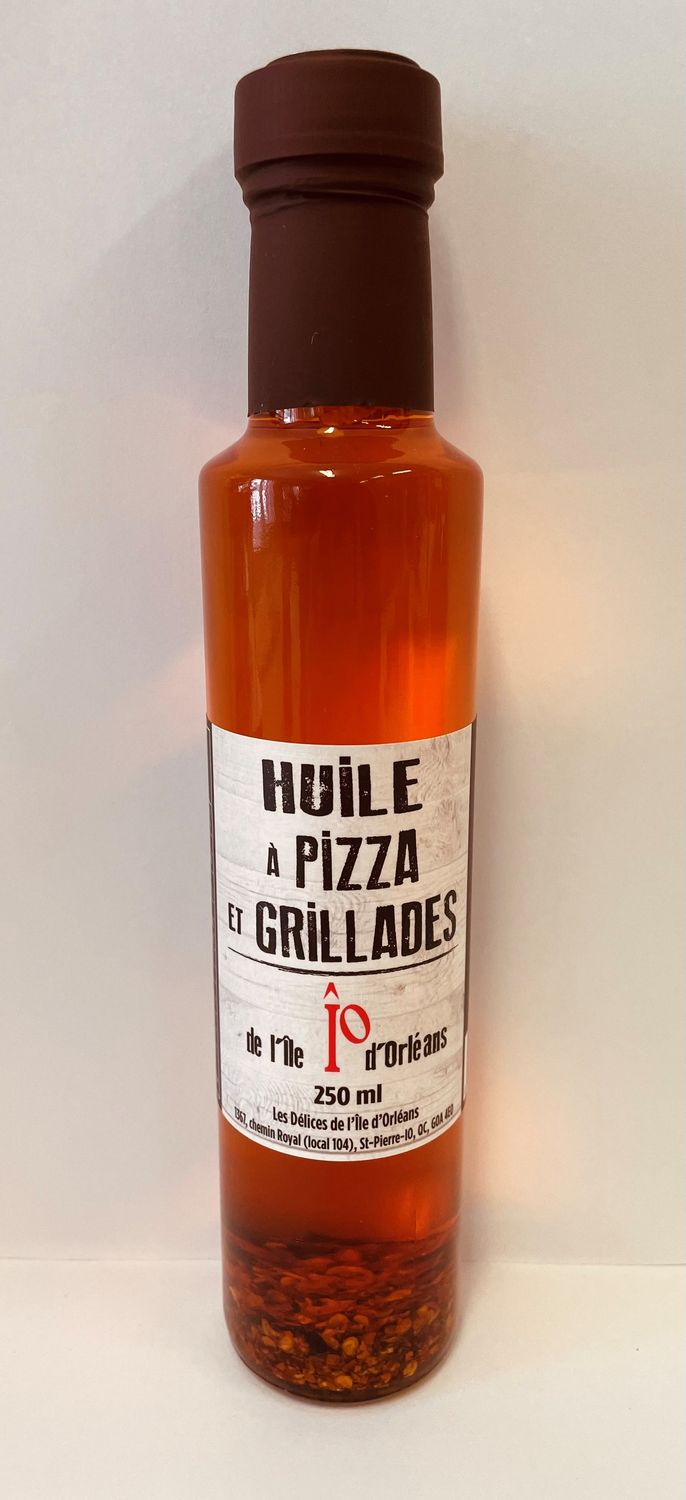 HUiLE
À PiZZA
ET GRiLLADES
ÎO
de l'Île d'Orléans
250 ml
Les Délices de l'Île d'Orléans
1367, chemin Royal (local 104), St-Pierre-IO, QC, G0A 4E0